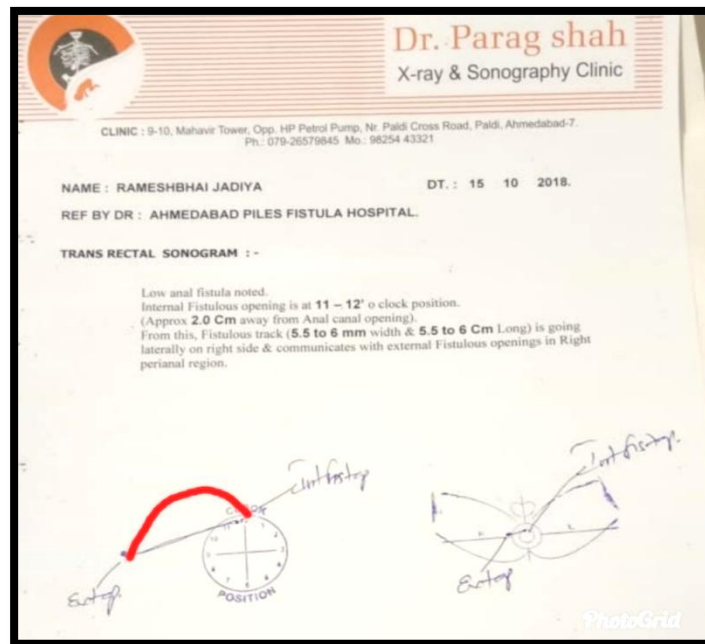 Dr. Parag shah
X-ray & Sonography Clinic
CLINIC : 9-10, Mahavir Tower, Opp. HP Petrol Pump, Nr. Paldi Cross Road, Paldi, Ahmedabad-7.
Ph.: 079-26579845 Mo.: 98254 43321
NAME : RAMESHBHAI JADIYA DT. : 15 10 2018.
REF BY DR : AHMEDABAD PILES FISTULA HOSPITAL.
TRANS RECTAL SONOGRAM : -
Low anal fistula noted.
Internal Fistulous opening is at 11 – 12' o clock position.
(Approx 2.0 Cm away from Anal canal opening).
From this, Fistulous track (5.5 to 6 mm width & 5.5 to 6 Cm Long) is going
laterally on right side & communicates with external Fistulous openings in Right
perianal region.
POSITION
PhotoGrid